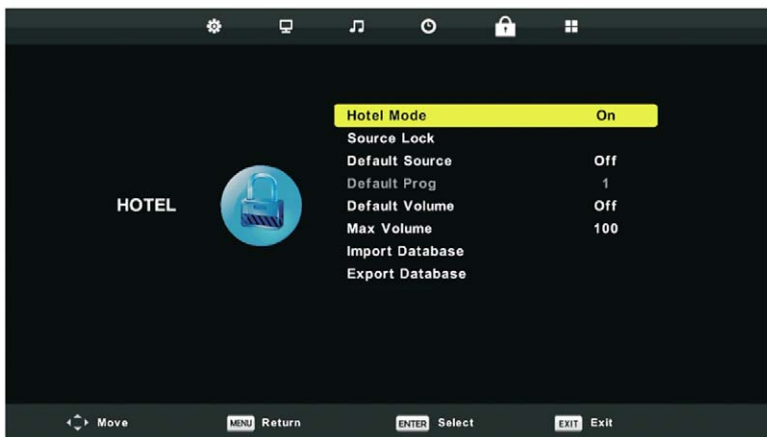 Hotel Mode On
Source Lock
Default Source Off
Default Prog 1
HOTEL
Default Volume Off
Max Volume 100
Import Database
Export Database
Move MENU Return ENTER Select EXIT Exit